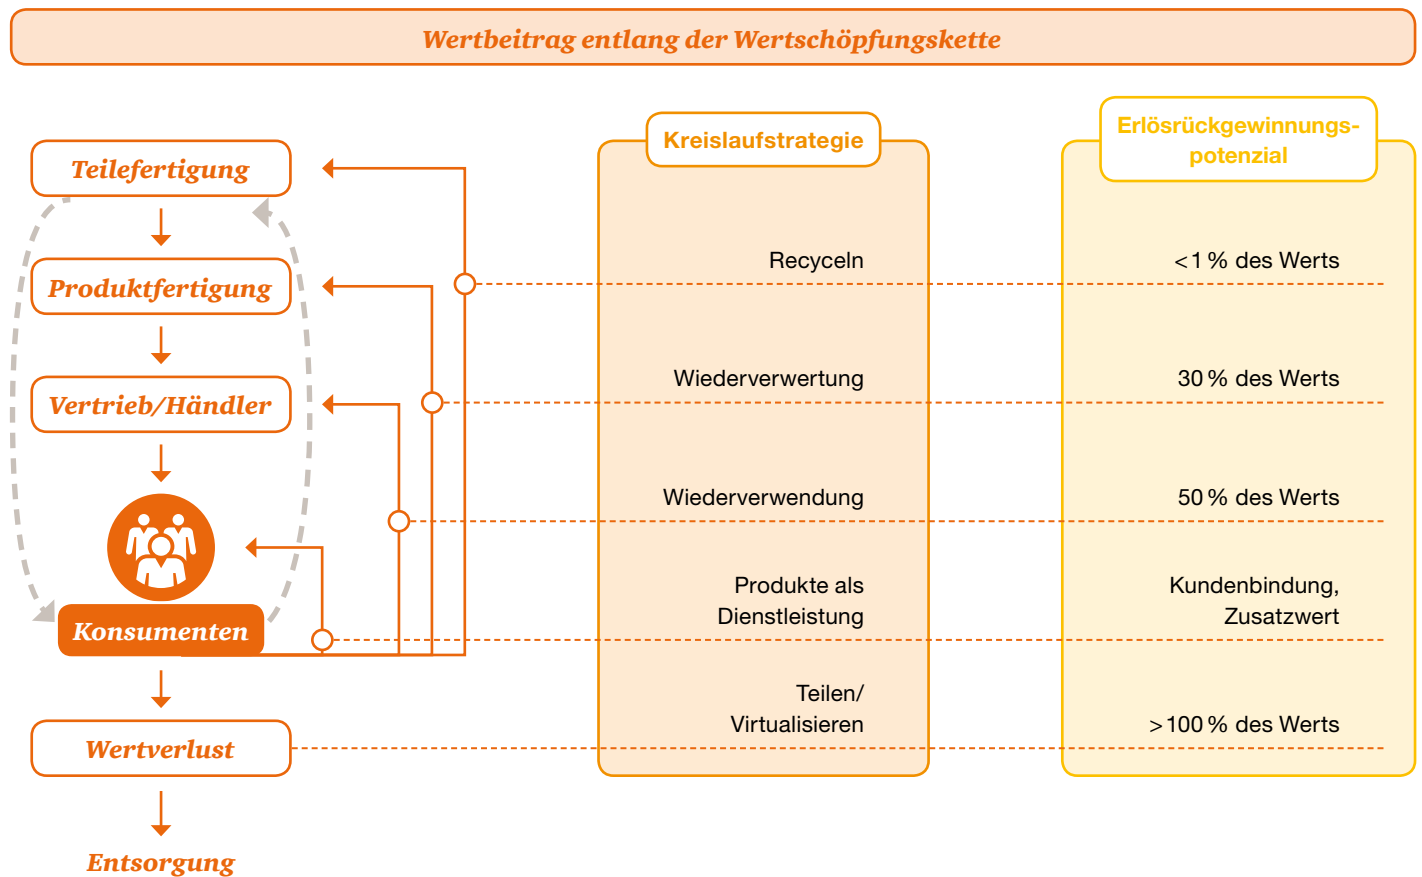 Wertbeitrag entlang der Wertschöpfungskette
Teilefertigung
Produktfertigung
Vertrieb/Händler
Konsumenten
Wertverlust
Entsorgung
Kreislaufstrategie
Recyceln
Wiederverwertung
Wiederverwendung
Produkte als
Dienstleistung
Teilen/
Virtualisieren
Erlösrückgewinnungs-
potenzial
<1 % des Werts
30 % des Werts
50 % des Werts
Kundenbindung,
Zusatzwert
>100 % des Werts